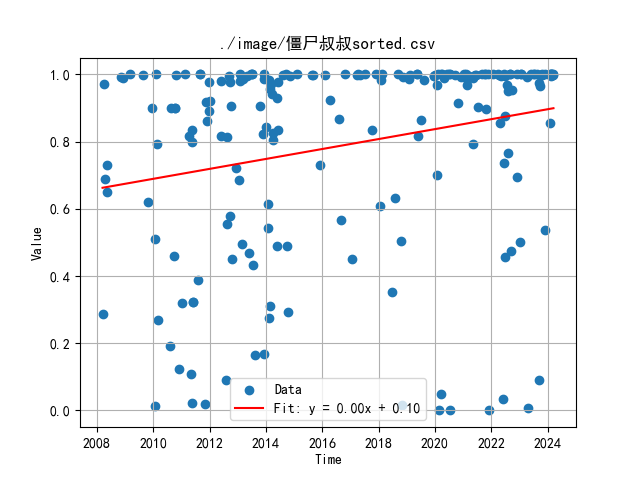 ./image/僵尸叔叔sorted.csv
Value
1.0
0.8
0.6
0.4
0.2
0.0
Data
Fit: y = 0.00x + 0.10
2008 2010 2012 2014 2016 2018 2020 2022 2024
Time